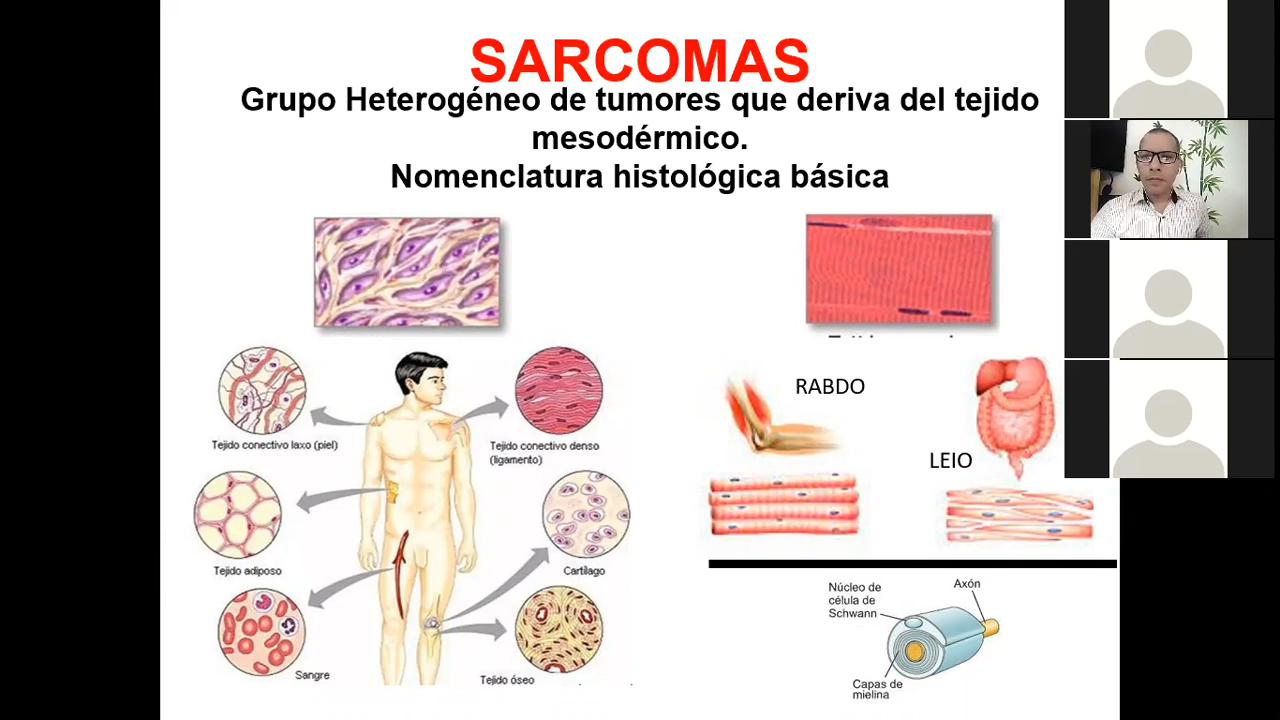 SARCOMAS
Grupo Heterogéneo de tumores que deriva del tejido
mesodérmico.
Nomenclatura histológica básica
Tejido conectivo laxo (piel)
Tejido conectivo denso
(ligamento)
Tejido adiposo
Cartílago
Sangre
Tejido óseo
RABDO
LEIO
Núcleo de
célula de
Schwann
Axón
Capas de
mielina